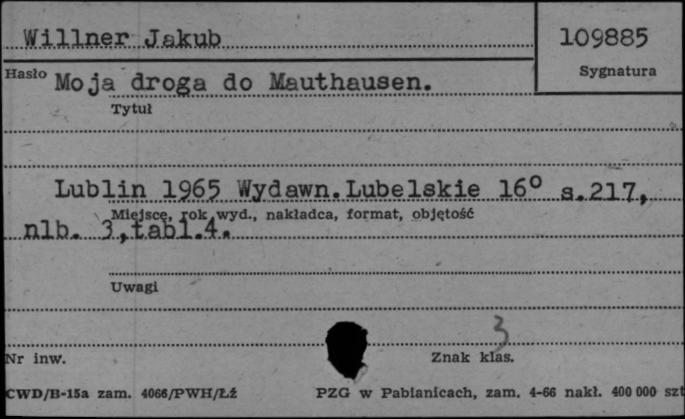 Willner Jakub
109885
Hasło
Sygnatura
Moja droga do Mauthausen.
Tytuł
Lublin 1965 Wydawn.Lubelskie 16° s.217,
Miejsce, rok wyd., nakładca, format, objętość
nlb. 3,tabl.4.
Uwagi
3
Nr inw.
Znak klas.
CWD/B-15a zam. 4066/PWH/Łź
PZG w Pabianicach, zam. 4-66 nakł. 400 000 szt